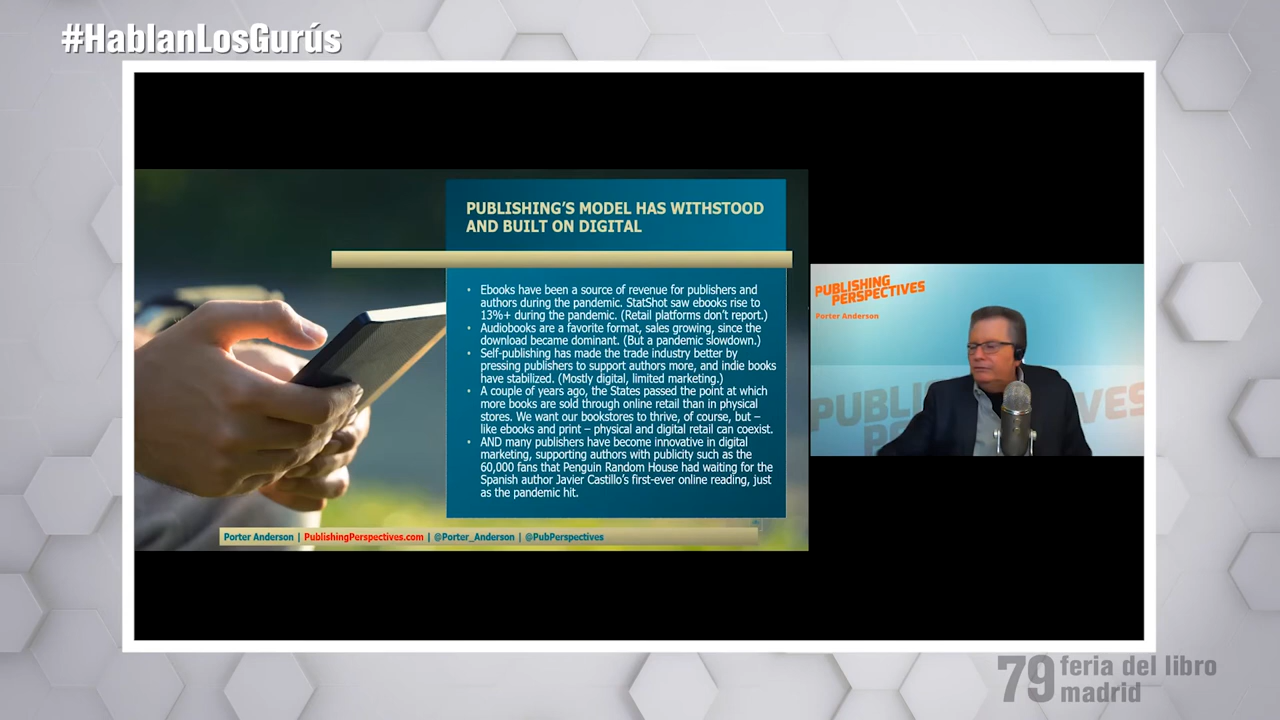 #HablanLosGurús
PUBLISHING'S MODEL HAS WITHSTOOD
AND BUILT ON DIGITAL
• Ebooks have been a source of revenue for publishers and
authors during the pandemic. StatShot saw ebooks rise to
13%+ during the pandemic. (Retail platforms don't report.)
• Audiobooks are a favorite format, sales growing, since the
download became dominant. (But a pandemic slowdown.)
• Self-publishing has made the trade industry better by
pressing publishers to support authors more, and indie books
have stabilized. (Mostly digital, limited marketing.)
• A couple of years ago, the States passed the point at which
more books are sold through online retail than in physical
stores. We want our bookstores to thrive, of course, but –
like ebooks and print – physical and digital retail can coexist.
• AND many publishers have become innovative in digital
marketing, supporting authors with publicity such as the
60,000 fans that Penguin Random House had waiting for the
Spanish author Javier Castillo's first-ever online reading, just
as the pandemic hit.
Porter Anderson | PublishingPerspectives.com | @Porter_Anderson | @PubPerspectives
PUBLISHING
PERSPECTIVES
Porter Anderson
79 feria del libro
madrid